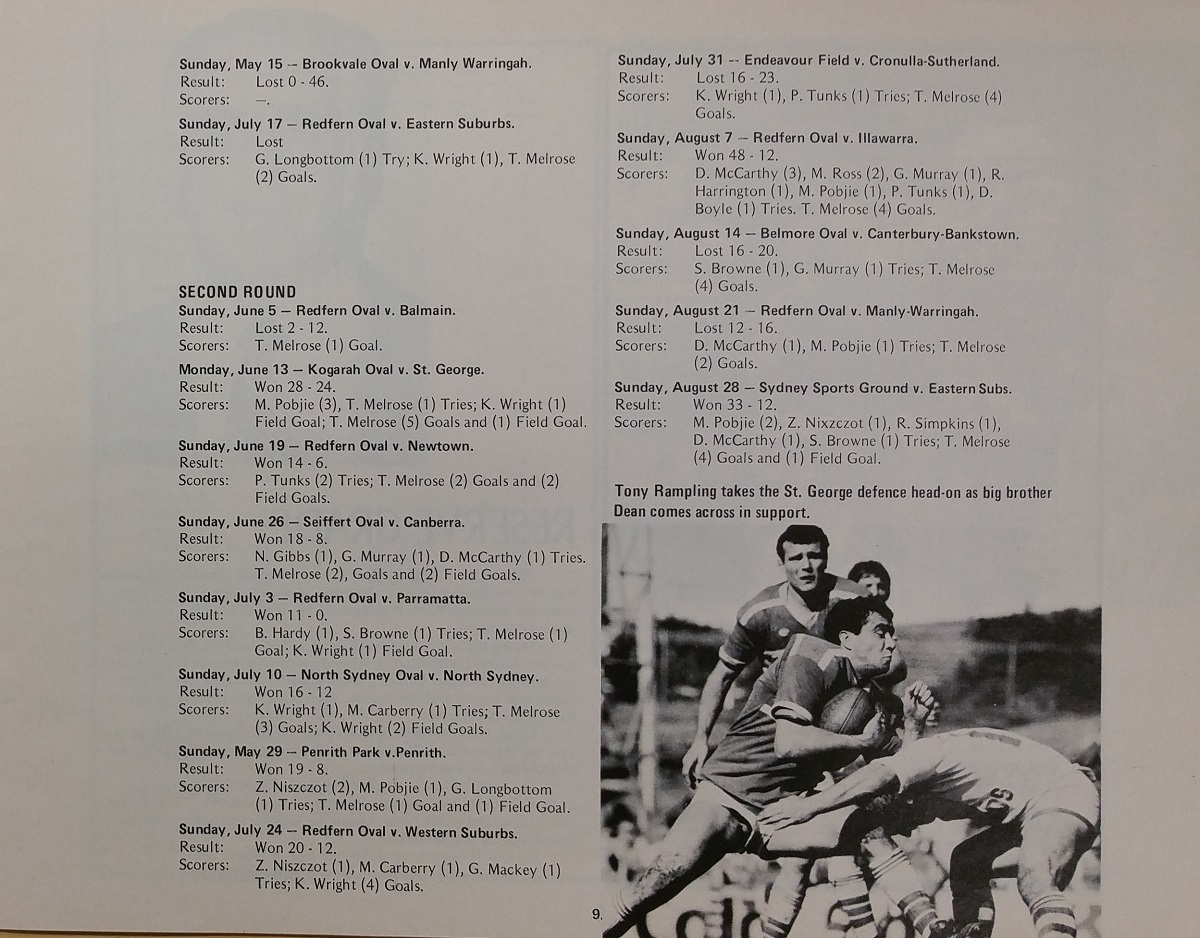 Sunday, May 15 — Brookvale Oval v. Manly Warringah.
Result: Lost 0 - 46.
Scorers: —.
Sunday, July 17 — Redfern Oval v. Eastern Suburbs.
Result: Lost
Scorers: G. Longbottom (1) Try; K. Wright (1), T. Melrose
(2) Goals.
SECOND ROUND
Sunday, June 5 — Redfern Oval v. Balmain.
Result: Lost 2 - 12.
Scorers: T. Melrose (1) Goal.
Monday, June 13 — Kogarah Oval v. St. George.
Result: Won 28 - 24.
Scorers: M. Pobjie (3), T. Melrose (1) Tries; K. Wright (1)
Field Goal; T. Melrose (5) Goals and (1) Field Goal.
Sunday, June 19 — Redfern Oval v. Newtown.
Result: Won 14 - 6.
Scorers: P. Tunks (2) Tries; T. Melrose (2) Goals and (2)
Field Goals.
Sunday, June 26 — Seiffert Oval v. Canberra.
Result: Won 18 - 8.
Scorers: N. Gibbs (1), G. Murray (1), D. McCarthy (1) Tries.
T. Melrose (2), Goals and (2) Field Goals.
Sunday, July 3 — Redfern Oval v. Parramatta.
Result: Won 11 - 0.
Scorers: B. Hardy (1), S. Browne (1) Tries; T. Melrose (1)
Goal; K. Wright (1) Field Goal.
Sunday, July 10 — North Sydney Oval v. North Sydney.
Result: Won 16 - 12
Scorers: K. Wright (1), M. Carberry (1) Tries; T. Melrose
(3) Goals; K. Wright (2) Field Goals.
Sunday, May 29 — Penrith Park v.Penrith.
Result: Won 19 - 8.
Scorers: Z. Niszczot (2), M. Pobjie (1), G. Longbottom
(1) Tries; T. Melrose (1) Goal and (1) Field Goal.
Sunday, July 24 — Redfern Oval v. Western Suburbs.
Result: Won 20 - 12.
Scorers: Z. Niszczot (1), M. Carberry (1), G. Mackey (1)
Tries; K. Wright (4) Goals.
Sunday, July 31 -- Endeavour Field v. Cronulla-Sutherland.
Result: Lost 16 - 23.
Scorers: K. Wright (1), P. Tunks (1) Tries; T. Melrose (4)
Goals.
Sunday, August 7 — Redfern Oval v. Illawarra.
Result: Won 48 - 12.
Scorers: D. McCarthy (3), M. Ross (2), G. Murray (1), R.
Harrington (1), M. Pobjie (1), P. Tunks (1), D.
Boyle (1) Tries. T. Melrose (4) Goals.
Sunday, August 14 — Belmore Oval v. Canterbury-Bankstown.
Result: Lost 16 - 20.
Scorers: S. Browne (1), G. Murray (1) Tries; T. Melrose
(4) Goals.
Sunday, August 21 — Redfern Oval v. Manly-Warringah.
Result: Lost 12 - 16.
Scorers: D. McCarthy (1), M. Pobjie (1) Tries; T. Melrose
(2) Goals.
Sunday, August 28 — Sydney Sports Ground v. Eastern Subs.
Result: Won 33 - 12.
Scorers: M. Pobjie (2), Z. Nixzczot (1), R. Simpkins (1),
D. McCarthy (1), S. Browne (1) Tries; T. Melrose
(4) Goals and (1) Field Goal.
Tony Rampling takes the St. George defence head-on as big brother
Dean comes across in support.
9.